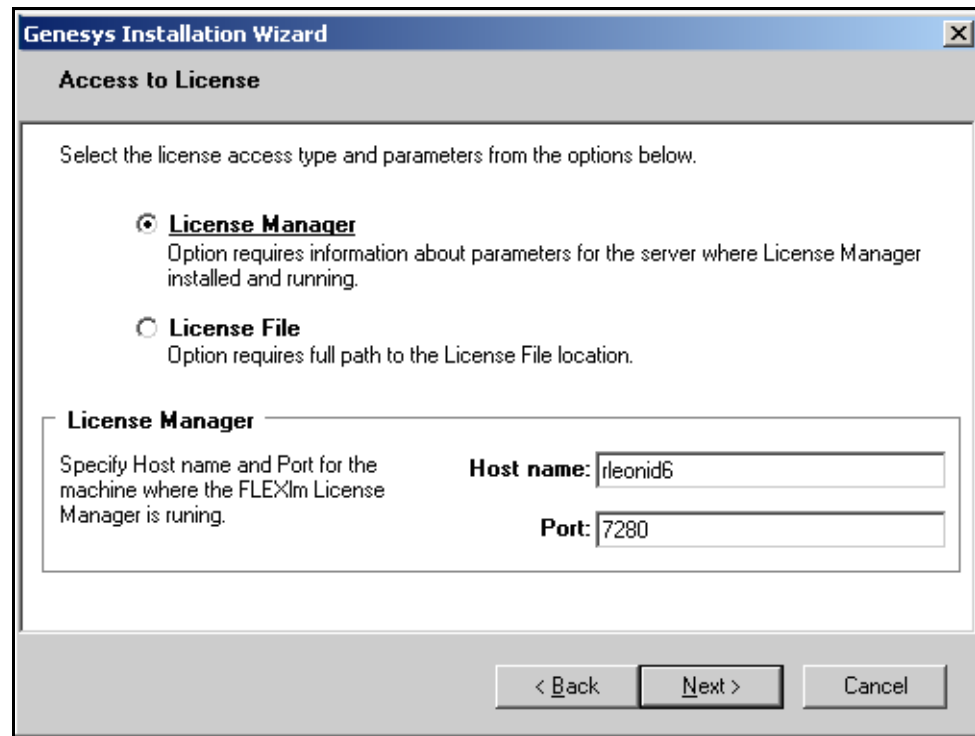 Genesys Installation Wizard
Access to License
Select the license access type and parameters from the options below.
License Manager
Option requires information about parameters for the server where License Manager
installed and running.
License File
Option requires full path to the License File location.
License Manager
Specify Host name and Port for the
machine where the FLEXlm License
Manager is runing.
Host name: rleonid6
Port: 7280
< Back
Next >
Cancel